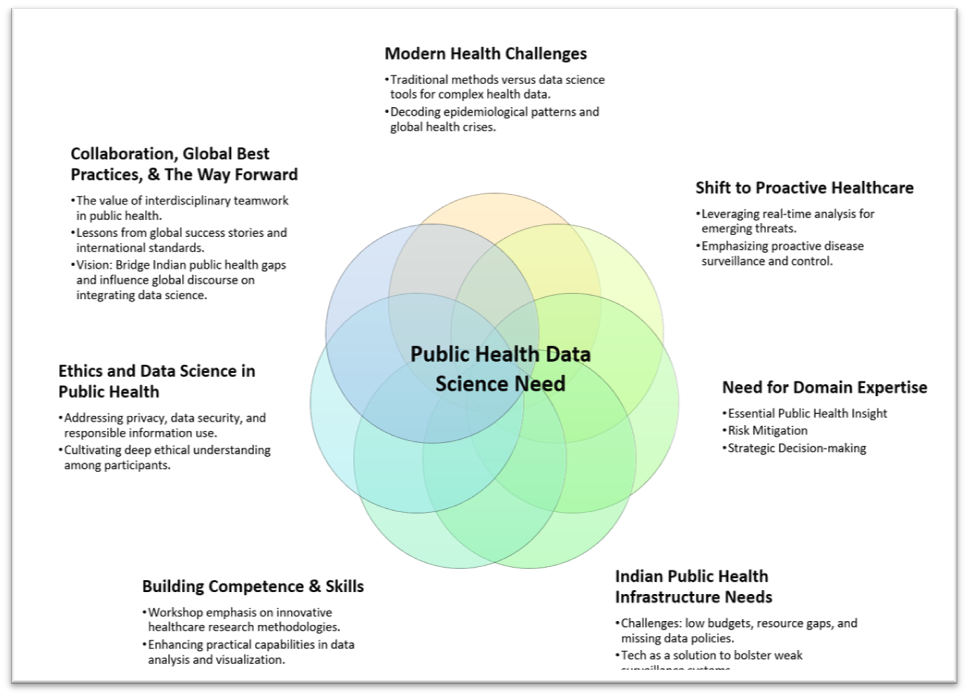 Modern Health Challenges
•Traditional methods versus data science
tools for complex health data.
•Decoding epidemiological patterns and
global health crises.
Collaboration, Global Best
Practices, & The Way Forward
•The value of interdisciplinary teamwork
in public health.
•Lessons from global success stories and
international standards.
•Vision: Bridge Indian public health gaps
and influence global discourse on
integrating data science.
Shift to Proactive Healthcare
•Leveraging real-time analysis for
emerging threats.
•Emphasizing proactive disease
surveillance and control.
Public Health Data
Science Need
Ethics and Data Science in
Public Health
•Addressing privacy, data security, and
responsible information use.
•Cultivating deep ethical understanding
among participants.
Need for Domain Expertise
•Essential Public Health Insight
•Risk Mitigation
•Strategic Decision-making
Building Competence & Skills
•Workshop emphasis on innovative
healthcare research methodologies.
•Enhancing practical capabilities in data
analysis and visualization.
Indian Public Health
Infrastructure Needs
•Challenges: low budgets, resource gaps, and
missing data policies.
•Tech as a solution to bolster weak